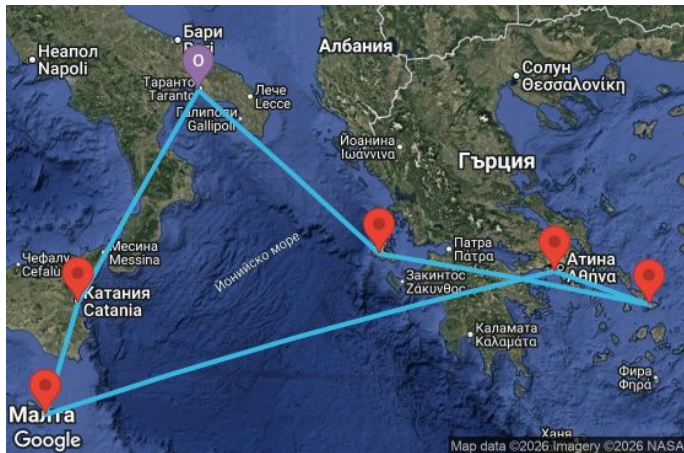 Бари
Неапол
Napoli
Албания
O
Таранто
Taranto
Лече
Lecce
Галиполи
Gallipoli
Солун
Θεσσαλονίκη
Йоанина
Ιωάννινα
Гърция
Йонийско море
Месина
Messina
Чефалу
Cefalù
Катания
Catania
Патра
Πάτρα
Закинтос
Ζάκυνθος
Атина
Αθήνα
Каламата
Καλαμάτα
Фира
Φηρά
Малта
Ханя
Google
Map data ©2026 Imagery ©2026 NASA